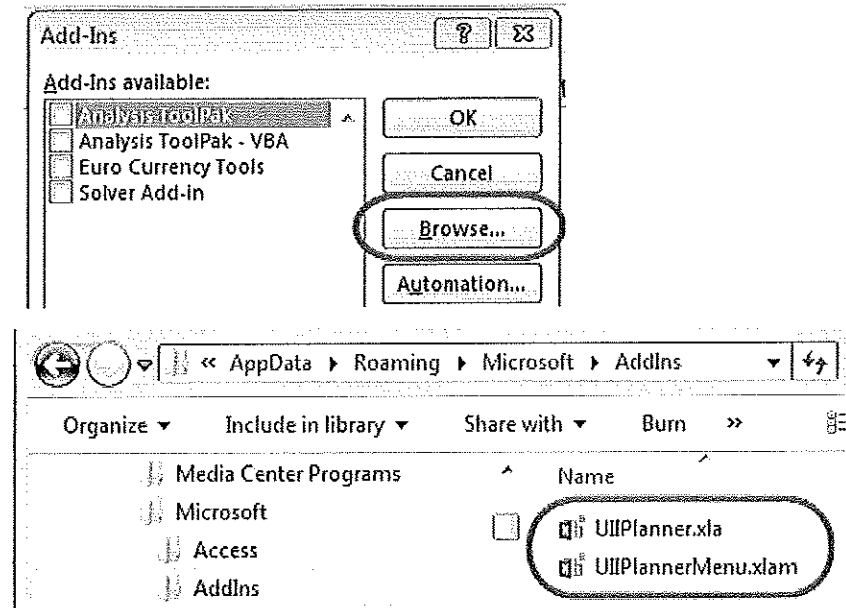 Add-Ins
Add-Ins available:
Analysis ToolPak
Analysis ToolPak - VBA
Euro Currency Tools
Solver Add-in
OK
Cancel
Browse...
Automation...
« AppData ▸ Roaming ▸ Microsoft ▸ AddIns
Organize ▾ Include in library ▾ Share with ▾ Burn »
Media Center Programs
Microsoft
Access
AddIns
Name
UIIPlanner.xla
UIIPlannerMenu.xlam